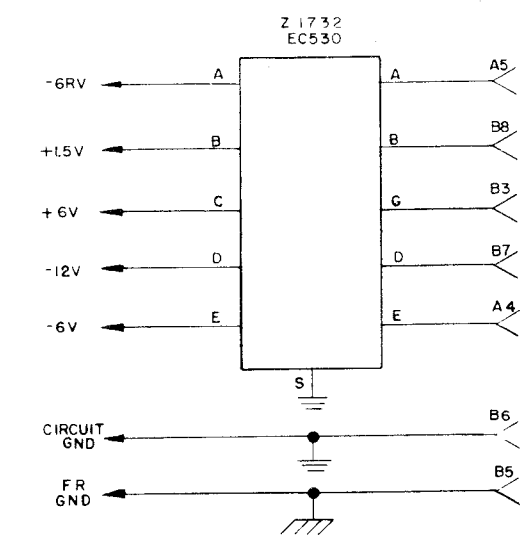 Z 1732
EC530
-6RV A A A5
+1.5V B B B8
+6V C G B3
-12V D D B7
-6V E E A4
S
CIRCUIT
GND B6
FR
GND B5